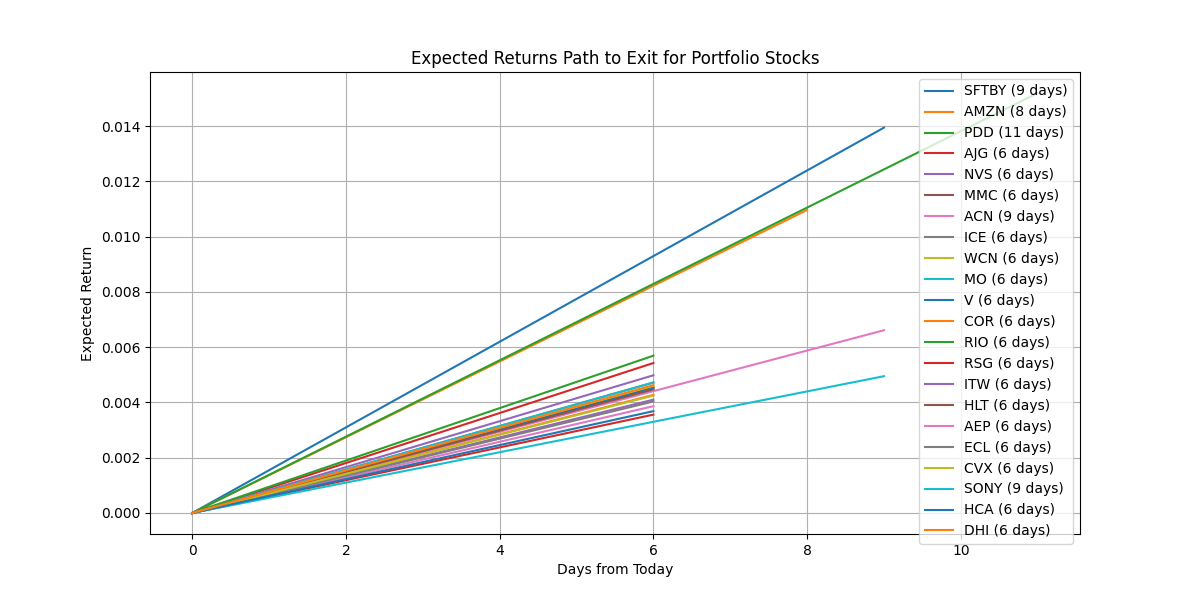 Expected Returns Path to Exit for Portfolio Stocks
Expected Return
0.014
0.012
0.010
0.008
0.006
0.004
0.002
0.000
0 2 4 6 8 10
Days from Today
SFTBY (9 days)
AMZN (8 days)
PDD (11 days)
AJG (6 days)
NVS (6 days)
MMC (6 days)
ACN (9 days)
ICE (6 days)
WCN (6 days)
MO (6 days)
V (6 days)
COR (6 days)
RIO (6 days)
RSG (6 days)
ITW (6 days)
HLT (6 days)
AEP (6 days)
ECL (6 days)
CVX (6 days)
SONY (9 days)
HCA (6 days)
DHI (6 days)